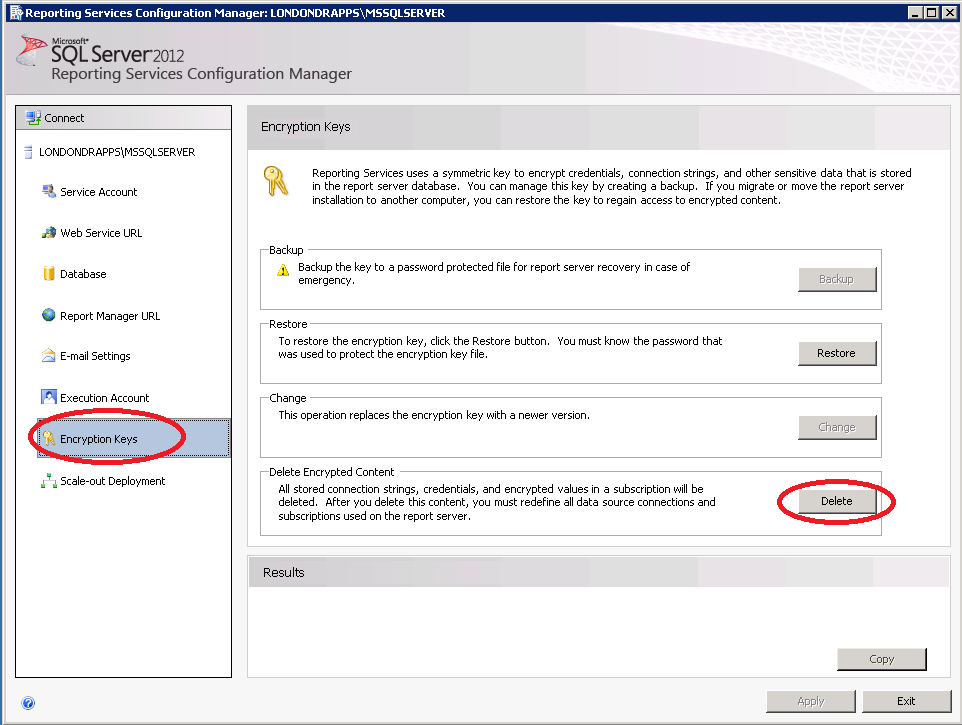 Reporting Services Configuration Manager: LONDONDRAPPS\MSSQLSERVER
Microsoft®
SQL Server 2012
Reporting Services Configuration Manager
Connect
LONDONDRAPPS\MSSQLSERVER
Service Account
Web Service URL
Database
Report Manager URL
E-mail Settings
Execution Account
Encryption Keys
Scale-out Deployment
Encryption Keys
Reporting Services uses a symmetric key to encrypt credentials, connection strings, and other sensitive data that is stored
in the report server database.  You can manage this key by creating a backup.  If you migrate or move the report server
installation to another computer, you can restore the key to regain access to encrypted content.
Backup
Backup the key to a password protected file for report server recovery in case of
emergency.
Backup
Restore
To restore the encryption key, click the Restore button.  You must know the password that
was used to protect the encryption key file.
Restore
Change
This operation replaces the encryption key with a newer version.
Change
Delete Encrypted Content
All stored connection strings, credentials, and encrypted values in a subscription will be
deleted.  After you delete this content, you must redefine all data source connections and
subscriptions used on the report server.
Delete
Results
Copy
Apply
Exit